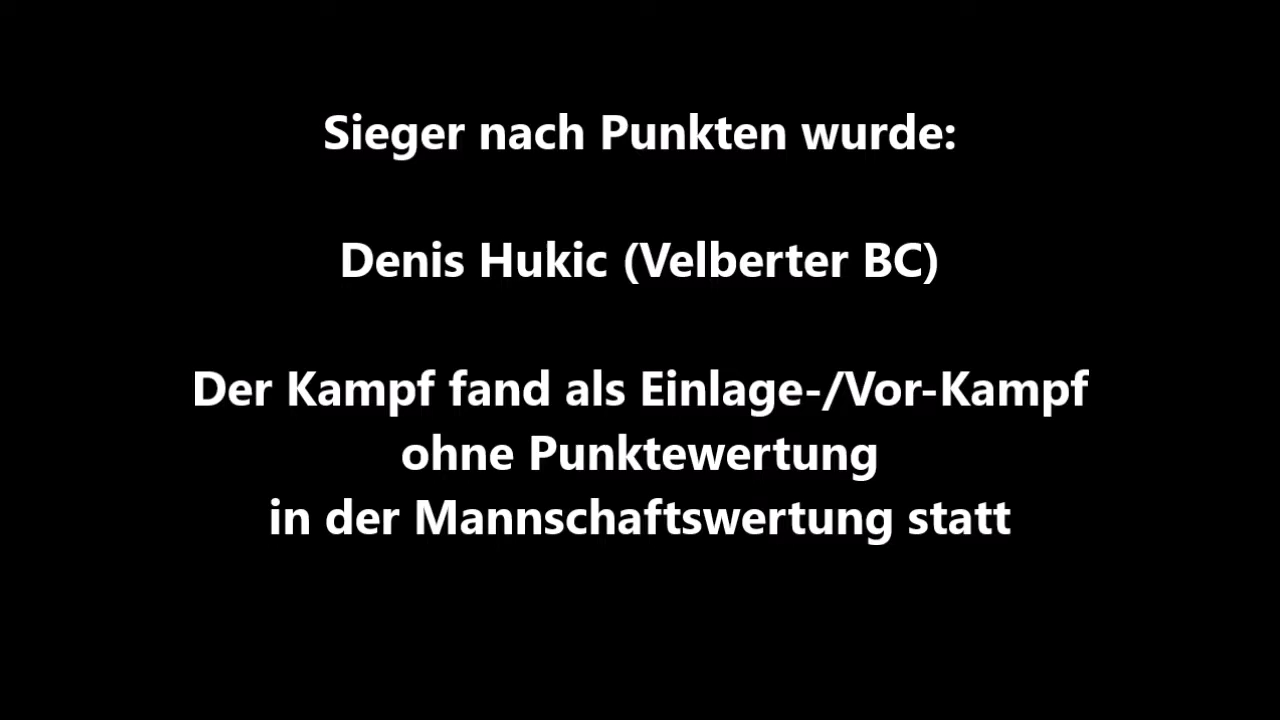 Sieger nach Punkten wurde:
Denis Hukic (Velberter BC)
Der Kampf fand als Einlage-/Vor-Kampf
ohne Punktewertung
in der Mannschaftswertung statt